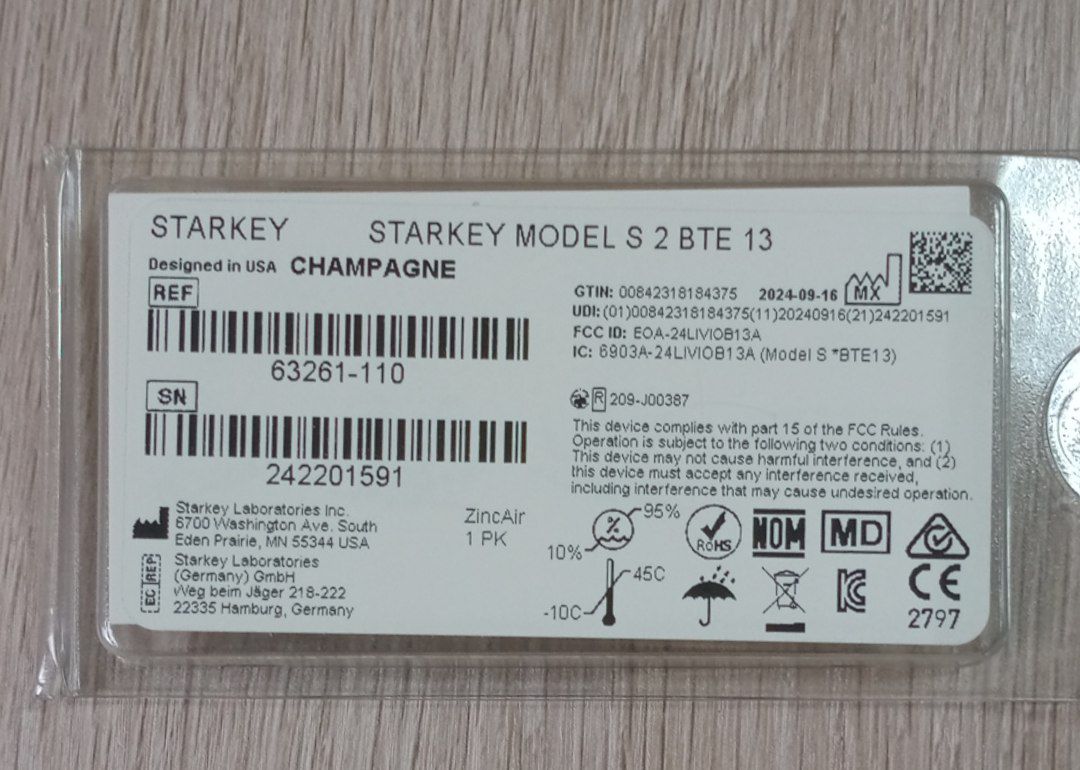 STARKEY STARKEY MODEL S 2 BTE 13
Designed in USA CHAMPAGNE
REF
63261-110
SN
242201591
GTIN: 00842318184375 2024-09-16 MX
UDI:(01)00842318184375(11)20240916(21)242201591
FCC ID: EOA-24LIVIOB13A
IC: 6903A-24LIVIOB13A (Model S *BTE13)
R 209-J00387
This device complies with part 15 of the FCC Rules.
Operation is subject to the following two conditions: (1)
This device may not cause harmful interference, and (2)
this device must accept any interference received,
including interference that may cause undesired operation.
Starkey Laboratories Inc.
6700 Washington Ave. South
Eden Prairie, MN 55344 USA
EC REP
Starkey Laboratories
(Germany) GmbH
Weg beim Jäger 218-222
22335 Hamburg, Germany
ZincAir
1 PK
95%
10%
45C
-10C
RoHS
NOM
MD
CE
2797